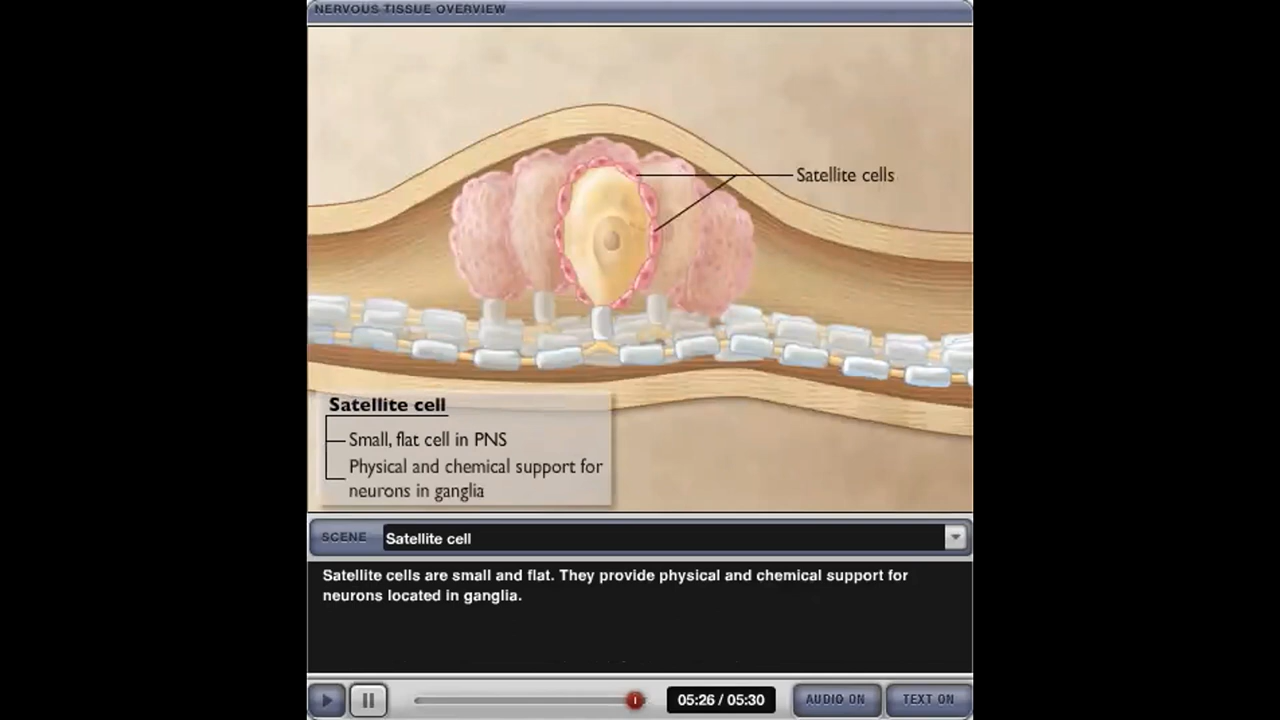 NERVOUS TISSUE OVERVIEW
Satellite cells
Satellite cell
Small, flat cell in PNS
Physical and chemical support for
neurons in ganglia
SCENE
Satellite cell
Satellite cells are small and flat. They provide physical and chemical support for
neurons located in ganglia.
05:26 / 05:30
AUDIO ON
TEXT ON